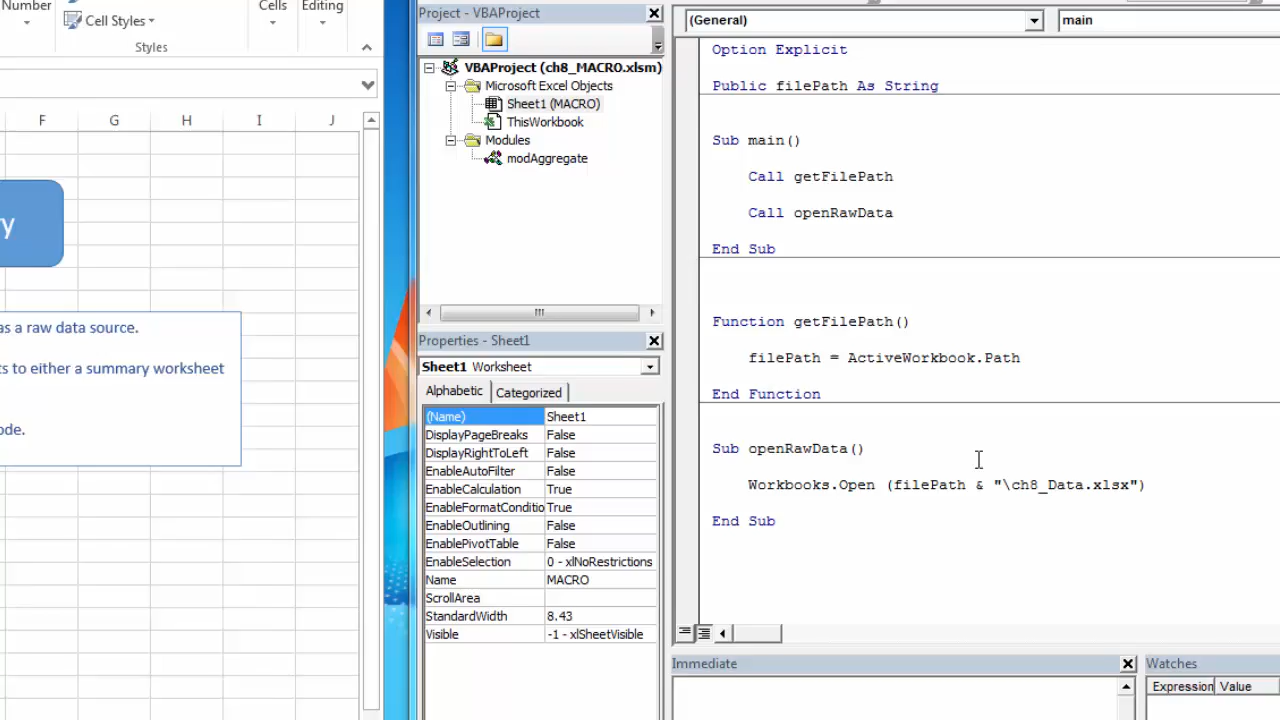 Number
Cells
Editing
Cell Styles
Styles
F G H I J
ry
as a raw data source.
ts to either a summary worksheet
ode.
Project - VBAProject
VBAProject (ch8_MACRO.xlsm)
Microsoft Excel Objects
Sheet1 (MACRO)
ThisWorkbook
Modules
modAggregate
Properties - Sheet1
Sheet1 Worksheet
Alphabetic Categorized
(Name) Sheet1
DisplayPageBreaks False
DisplayRightToLeft False
EnableAutoFilter False
EnableCalculation True
EnableFormatConditio True
EnableOutlining False
EnablePivotTable False
EnableSelection 0 - xlNoRestrictions
Name MACRO
ScrollArea
StandardWidth 8.43
Visible -1 - xlSheetVisible
(General) main
Option Explicit
Public filePath As String
Sub main()
Call getFilePath
Call openRawData
End Sub
Function getFilePath()
filePath = ActiveWorkbook.Path
End Function
Sub openRawData()
Workbooks.Open (filePath & "\ch8_Data.xlsx")
End Sub
Immediate
Watches
Expression Value